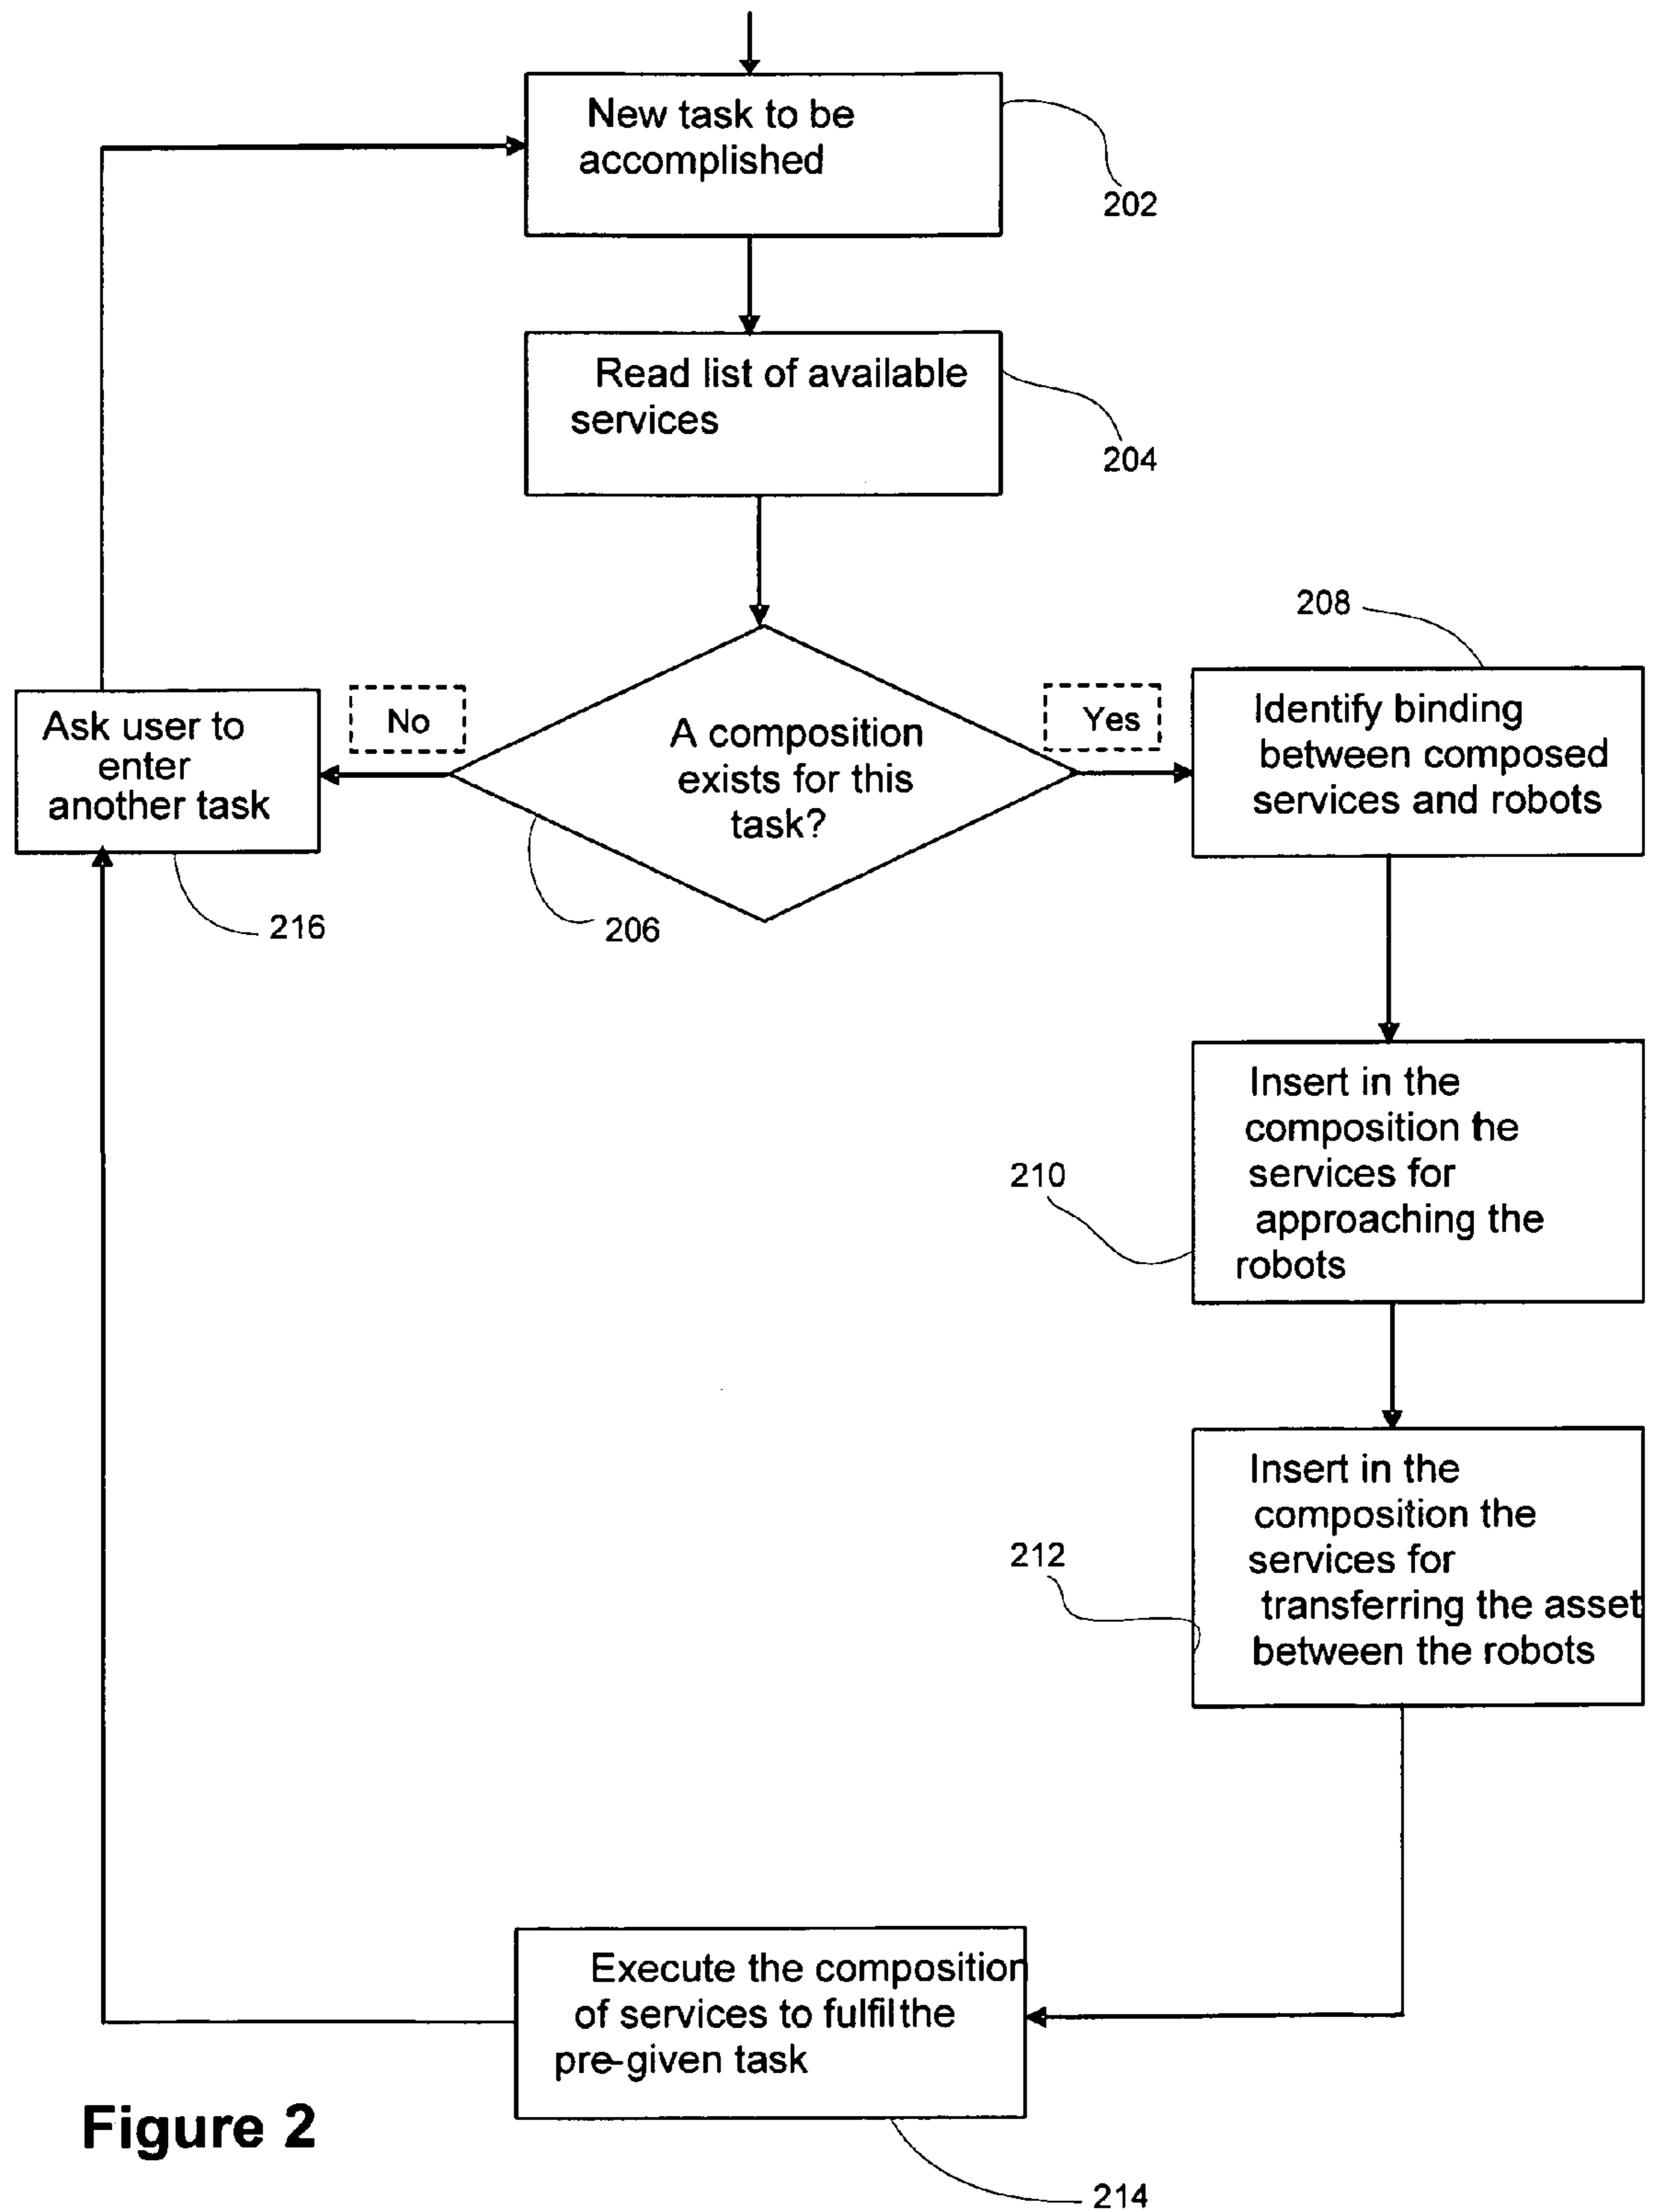 New task to be
accomplished
202
Read list of available
services
204
208
No
Yes
Ask user to
enter
another task
A composition
exists for this
task?
Identify binding
between composed
services and robots
216
206
Insert in the
composition the
services for
approaching the
robots
210
Insert in the
composition the
services for
transferring the asset
between the robots
212
Execute the composition
of services to fulfil the
pre-given task
Figure 2
214